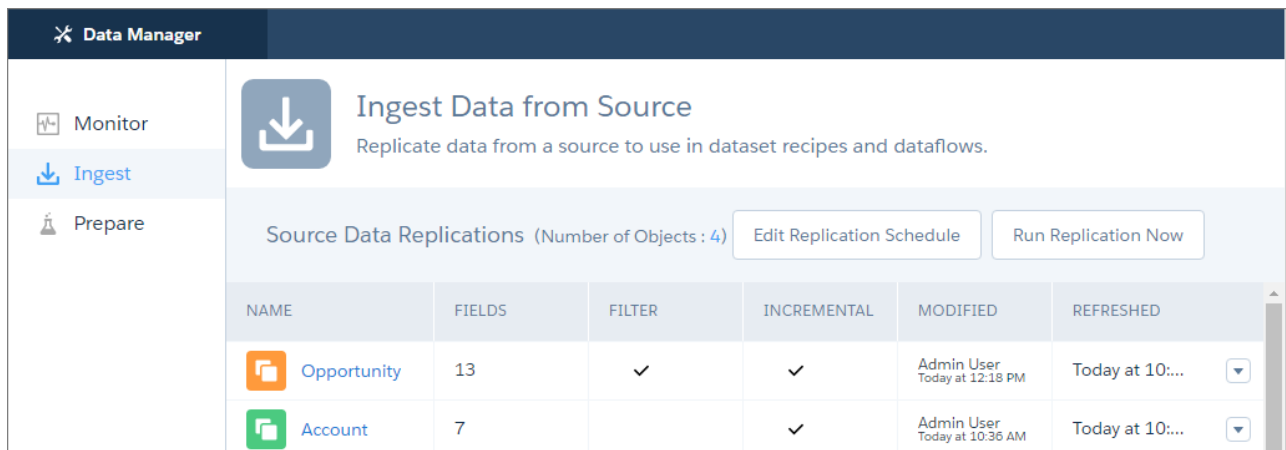 Data Manager
Monitor
Ingest
Prepare
Ingest Data from Source
Replicate data from a source to use in dataset recipes and dataflows.
Source Data Replications (Number of Objects : 4) Edit Replication Schedule Run Replication Now
NAME FIELDS FILTER INCREMENTAL MODIFIED REFRESHED
Opportunity 13 Admin User Today at 10:...
Today at 12:18 PM
Account 7 Admin User Today at 10:...
Today at 10:36 AM